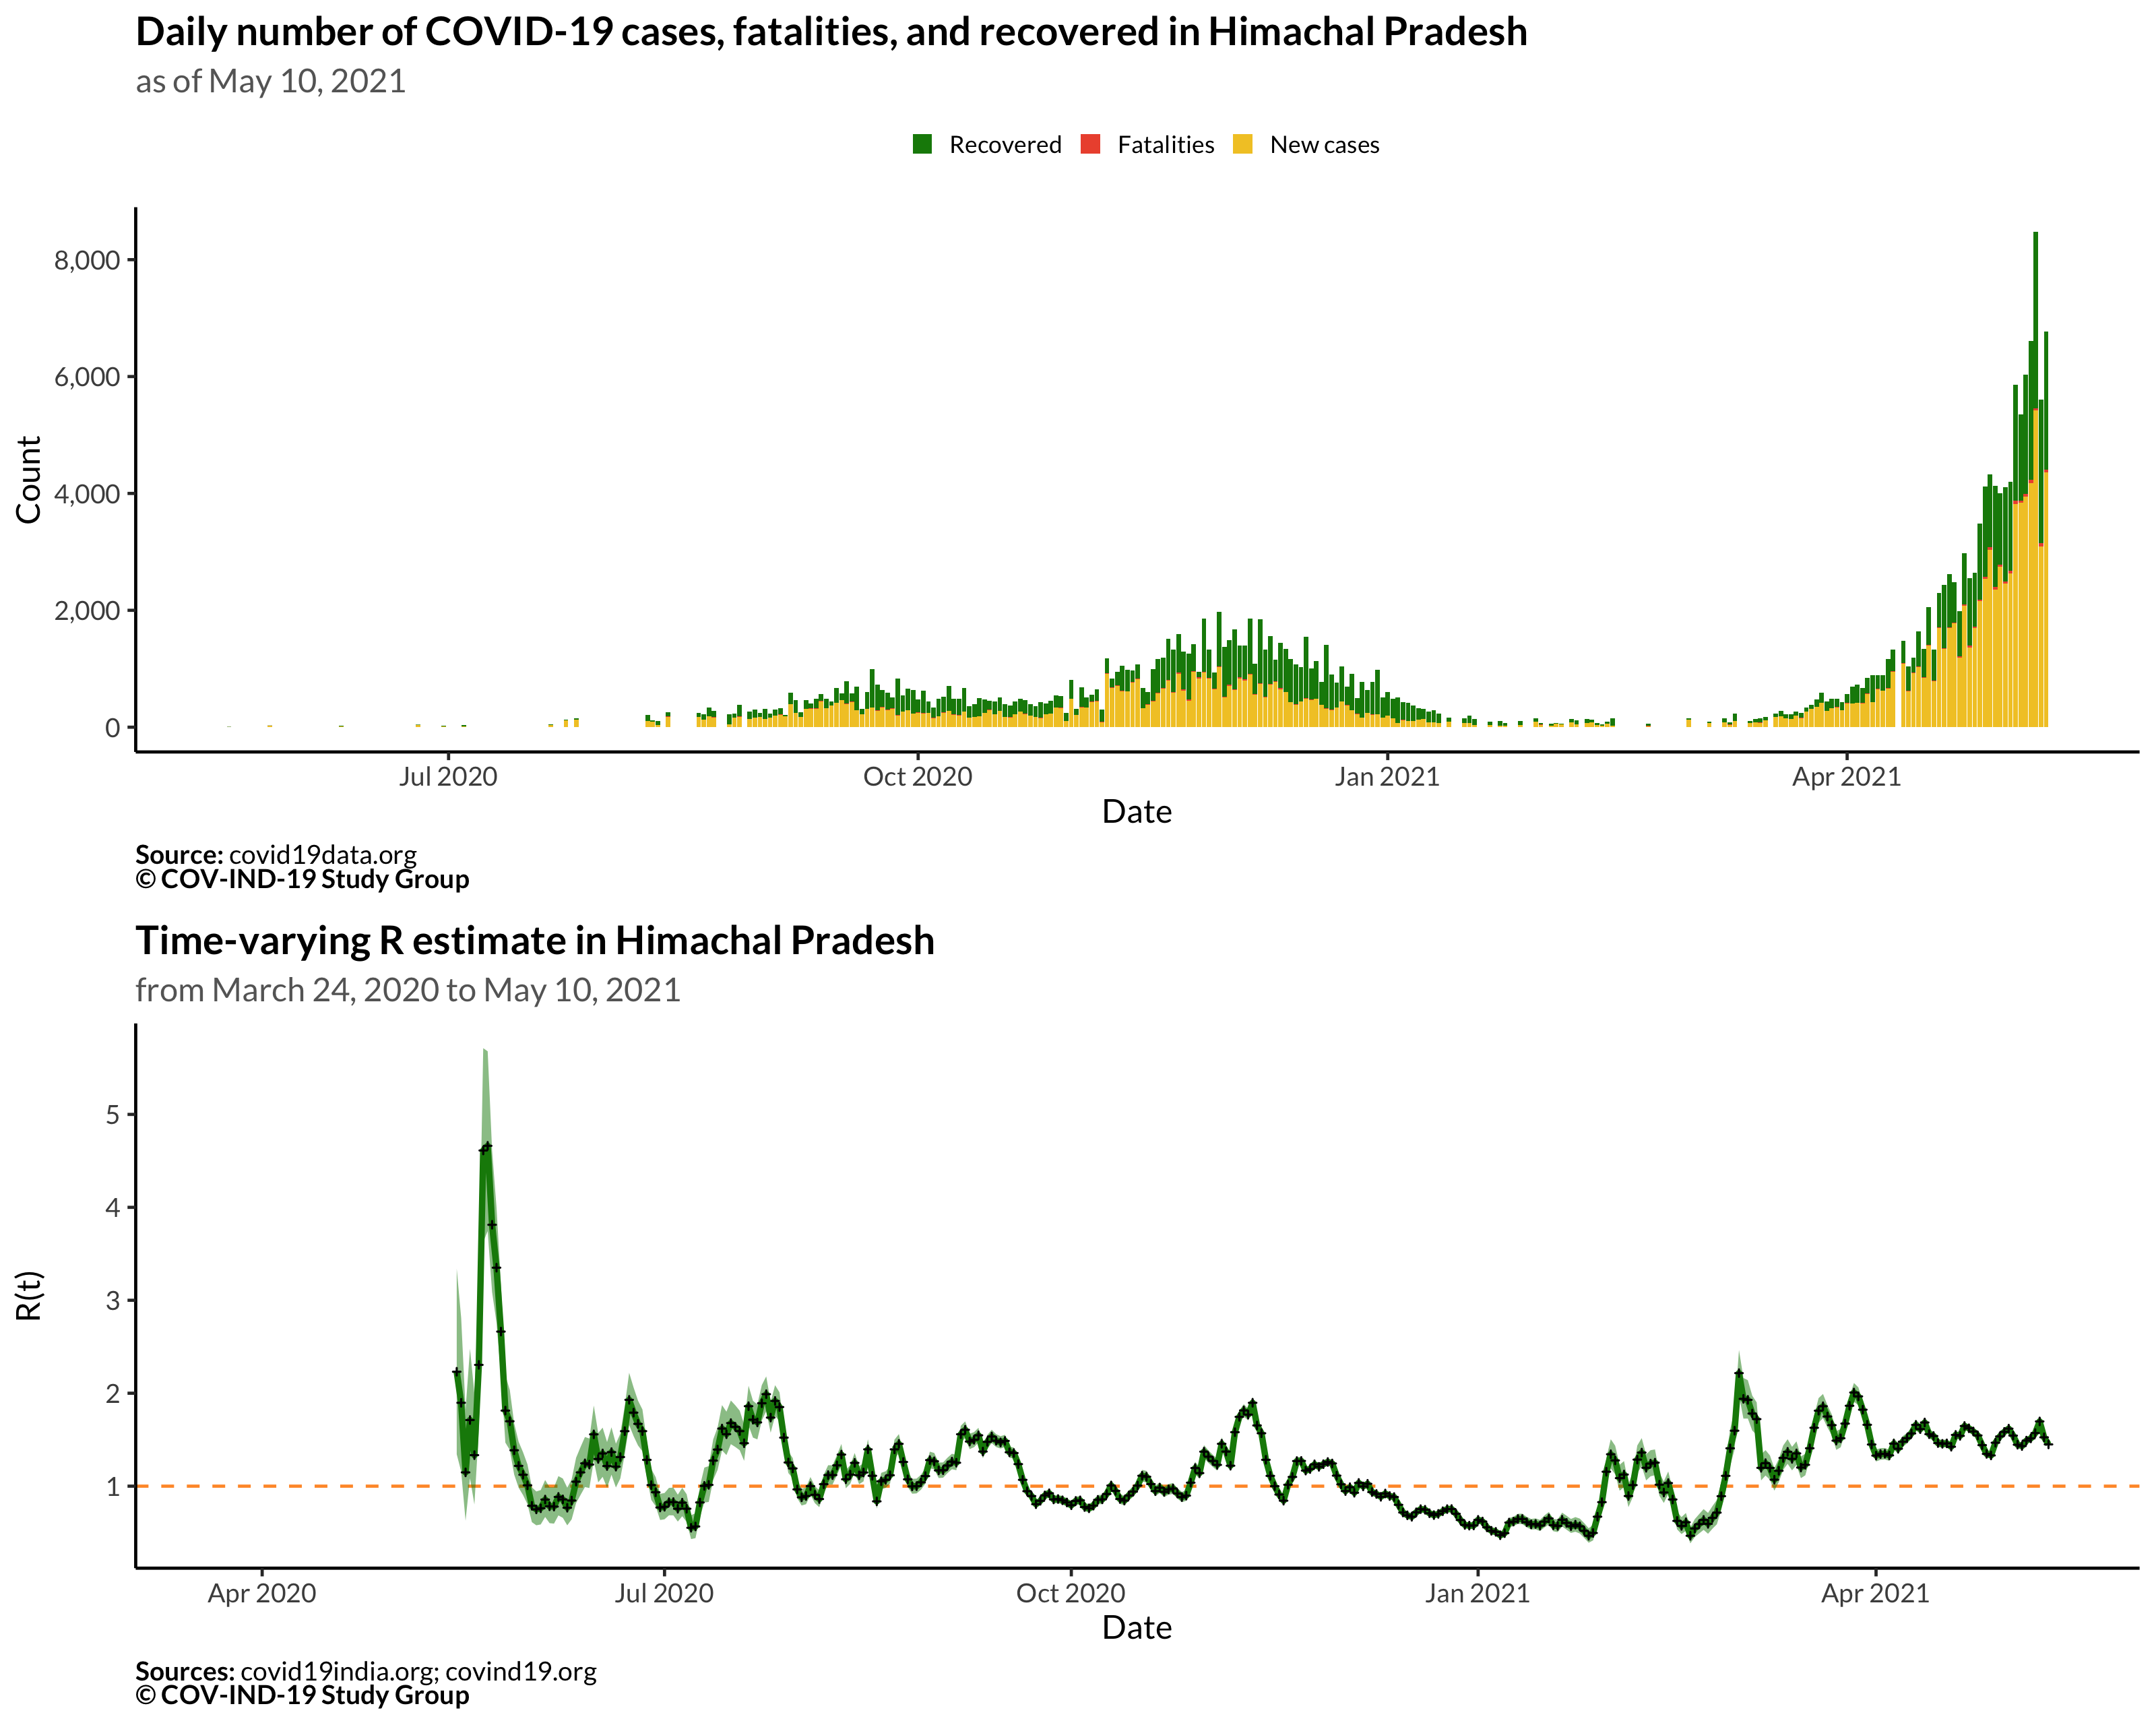 Daily number of COVID-19 cases, fatalities, and recovered in Himachal Pradesh
as of May 10, 2021
Recovered Fatalities New cases
8,000
6,000
4,000
2,000
0
Count
Jul 2020 Oct 2020 Jan 2021 Apr 2021
Date
Source: covid19data.org
© COV-IND-19 Study Group
Time-varying R estimate in Himachal Pradesh
from March 24, 2020 to May 10, 2021
5
4
3
2
1
R(t)
Apr 2020 Jul 2020 Oct 2020 Jan 2021 Apr 2021
Date
Sources: covid19india.org; covind19.org
© COV-IND-19 Study Group